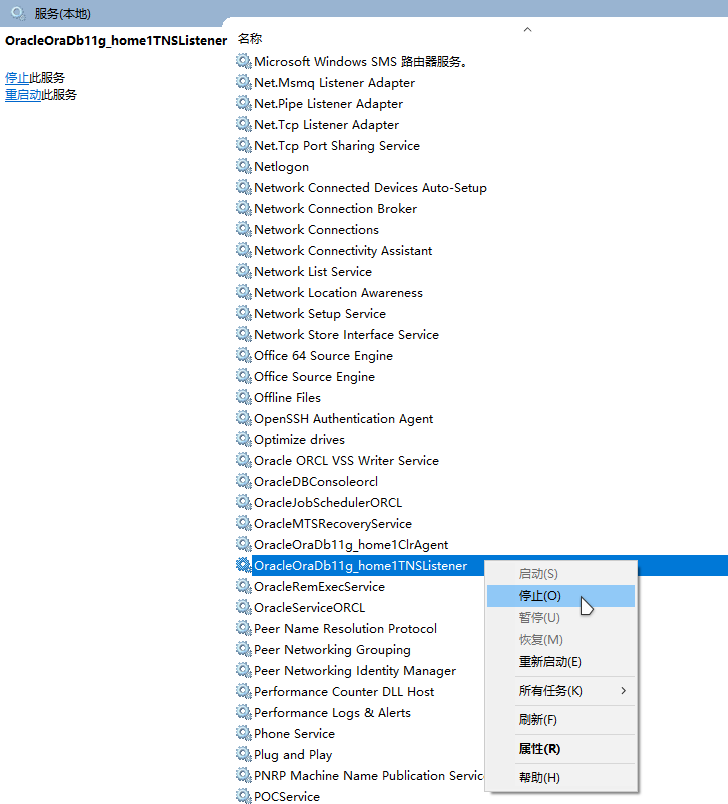 服务(本地)
OracleOraDb11g_home1TNSListener
停止此服务
重启动此服务
名称
Microsoft Windows SMS 路由器服务。
Net.Msmq Listener Adapter
Net.Pipe Listener Adapter
Net.Tcp Listener Adapter
Net.Tcp Port Sharing Service
Netlogon
Network Connected Devices Auto-Setup
Network Connection Broker
Network Connections
Network Connectivity Assistant
Network List Service
Network Location Awareness
Network Setup Service
Network Store Interface Service
Office 64 Source Engine
Office Source Engine
Offline Files
OpenSSH Authentication Agent
Optimize drives
Oracle ORCL VSS Writer Service
OracleDBConsoleorcl
OracleJobSchedulerORCL
OracleMTSRecoveryService
OracleOraDb11g_home1ClrAgent
OracleOraDb11g_home1TNSListener
OracleRemExecService
OracleServiceORCL
Peer Name Resolution Protocol
Peer Networking Grouping
Peer Networking Identity Manager
Performance Counter DLL Host
Performance Logs & Alerts
Phone Service
Plug and Play
PNRP Machine Name Publication Servic
POCService
启动(S)
停止(O)
暂停(U)
恢复(M)
重新启动(E)
所有任务(K)
刷新(F)
属性(R)
帮助(H)